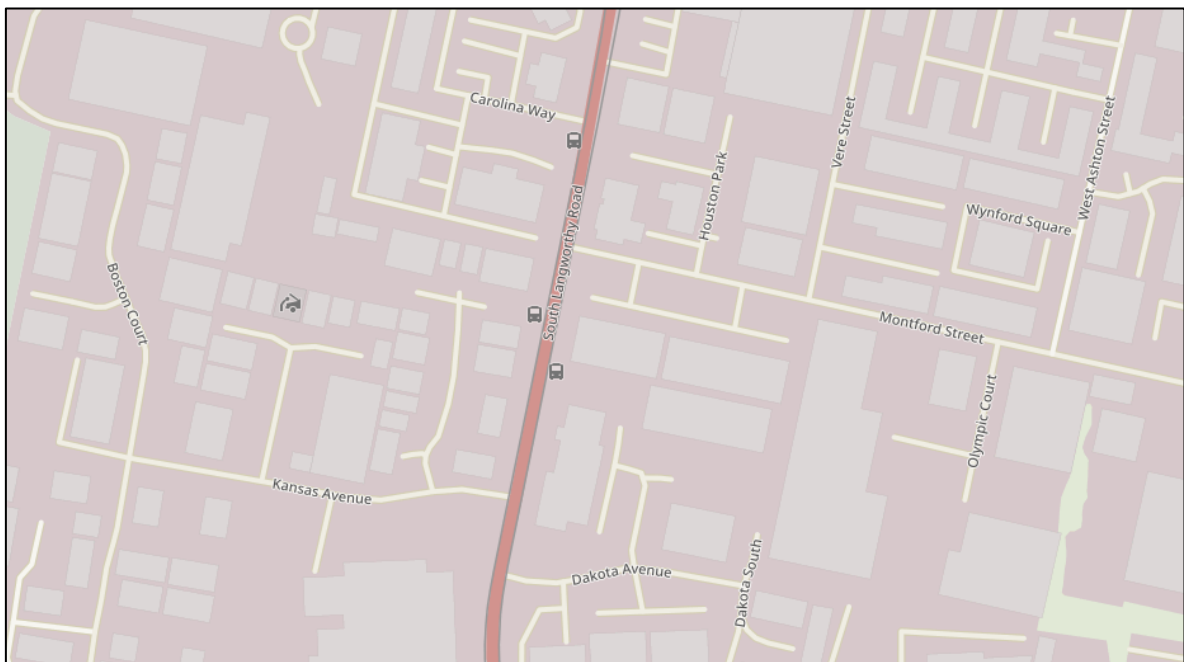 Carolina Way
Vere Street
West Ashton Street
Houston Park
South Langworthy Road
Wynford Square
Boston Court
Montford Street
Olympic Court
Kansas Avenue
Dakota Avenue
Dakota South